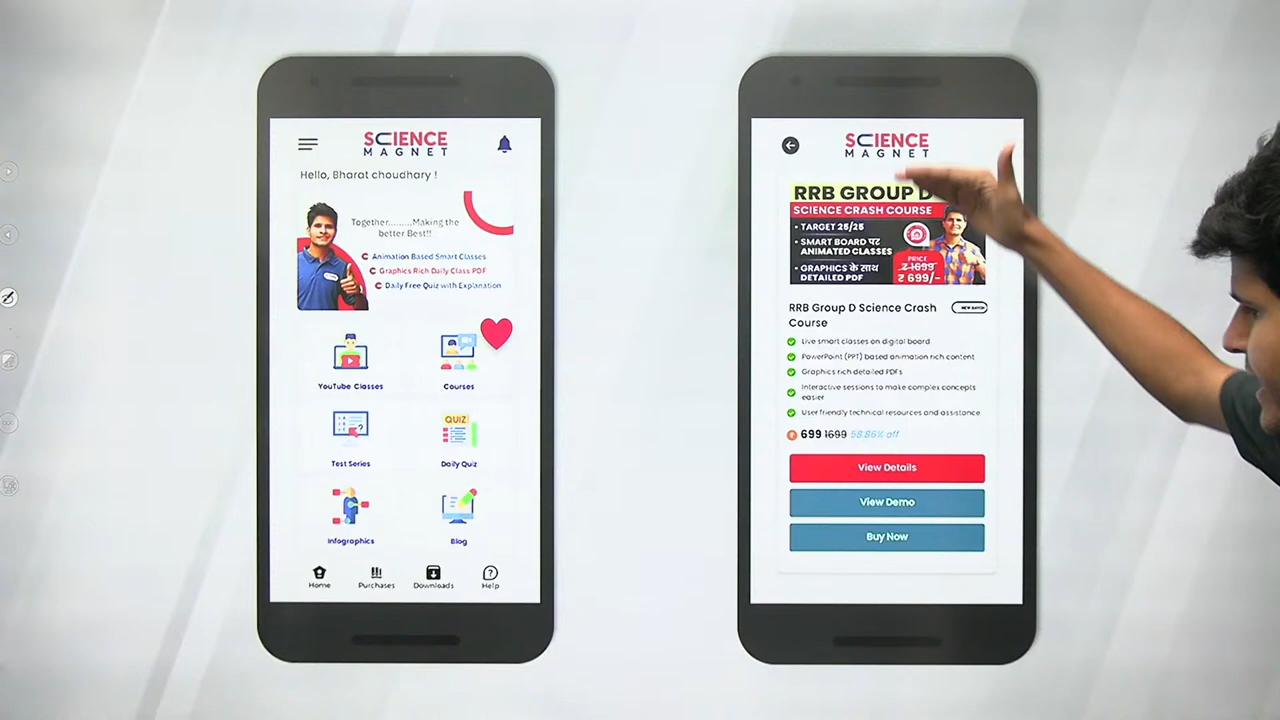 SCIENCE
MAGNET
Hello, Bharat choudhary !
Together.........Making the
better Best!!
Animation Based Smart Classes
Graphics Rich Daily Class PDF
Daily Free Quiz with Explanation
YouTube Classes
Courses
QUIZ
Test Series
Daily Quiz
Infographics
Blog
Home
Purchases
Downloads
Help
SCIENCE
MAGNET
RRB GROUP D
SCIENCE CRASH COURSE
• TARGET 25/25
• SMART BOARD पर
ANIMATED CLASSES
• GRAPHICS के साथ
DETAILED PDF
PRICE
₹ 1699
₹ 699/-
RRB Group D Science Crash
Course
NEW BATCH
Live smart classes on digital board
PowerPoint (PPT) based animation rich content
Graphics rich detailed PDFs
Interactive sessions to make complex concepts
easier
User friendly technical resources and assistance
₹ 699 1699 58.86% off
View Details
View Demo
Buy Now